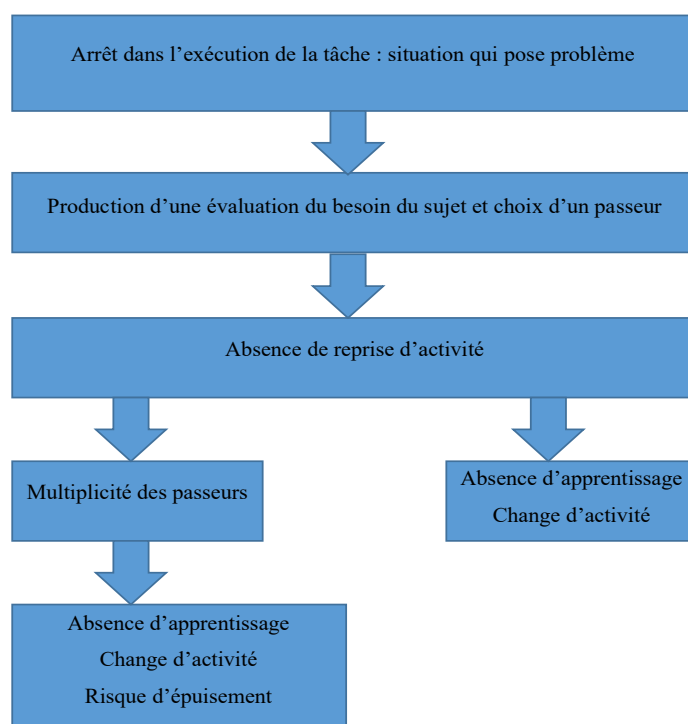 Arrêt dans l’exécution de la tâche : situation qui pose problème
Production d’une évaluation du besoin du sujet et choix d’un passeur
Absence de reprise d’activité
Multiplicité des passeurs
Absence d’apprentissage
Change d’activité
Absence d’apprentissage
Change d’activité
Risque d’épuisement